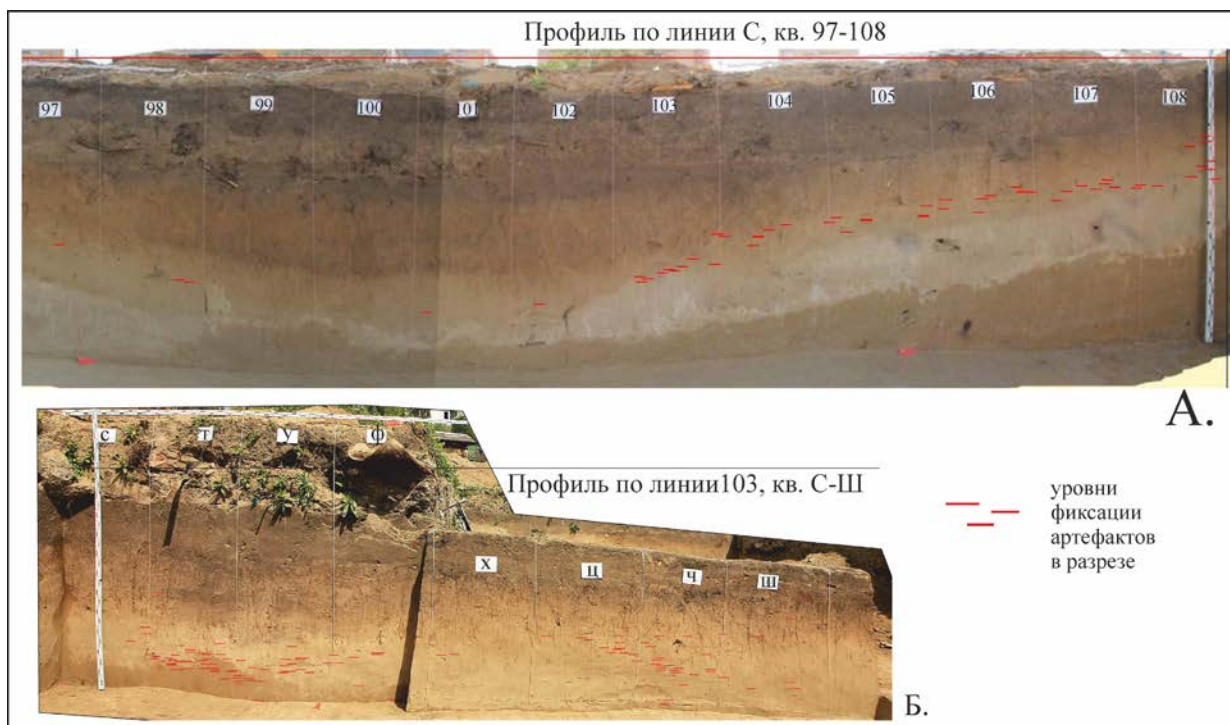 Профиль по линии С, кв. 97-108
97 98 99 100 101 102 103 104 105 106 107 108
А.
с т у ф
Профиль по линии103, кв. С-Ш
х ц ч ш
уровни
фиксации
артефактов
в разрезе
Б.